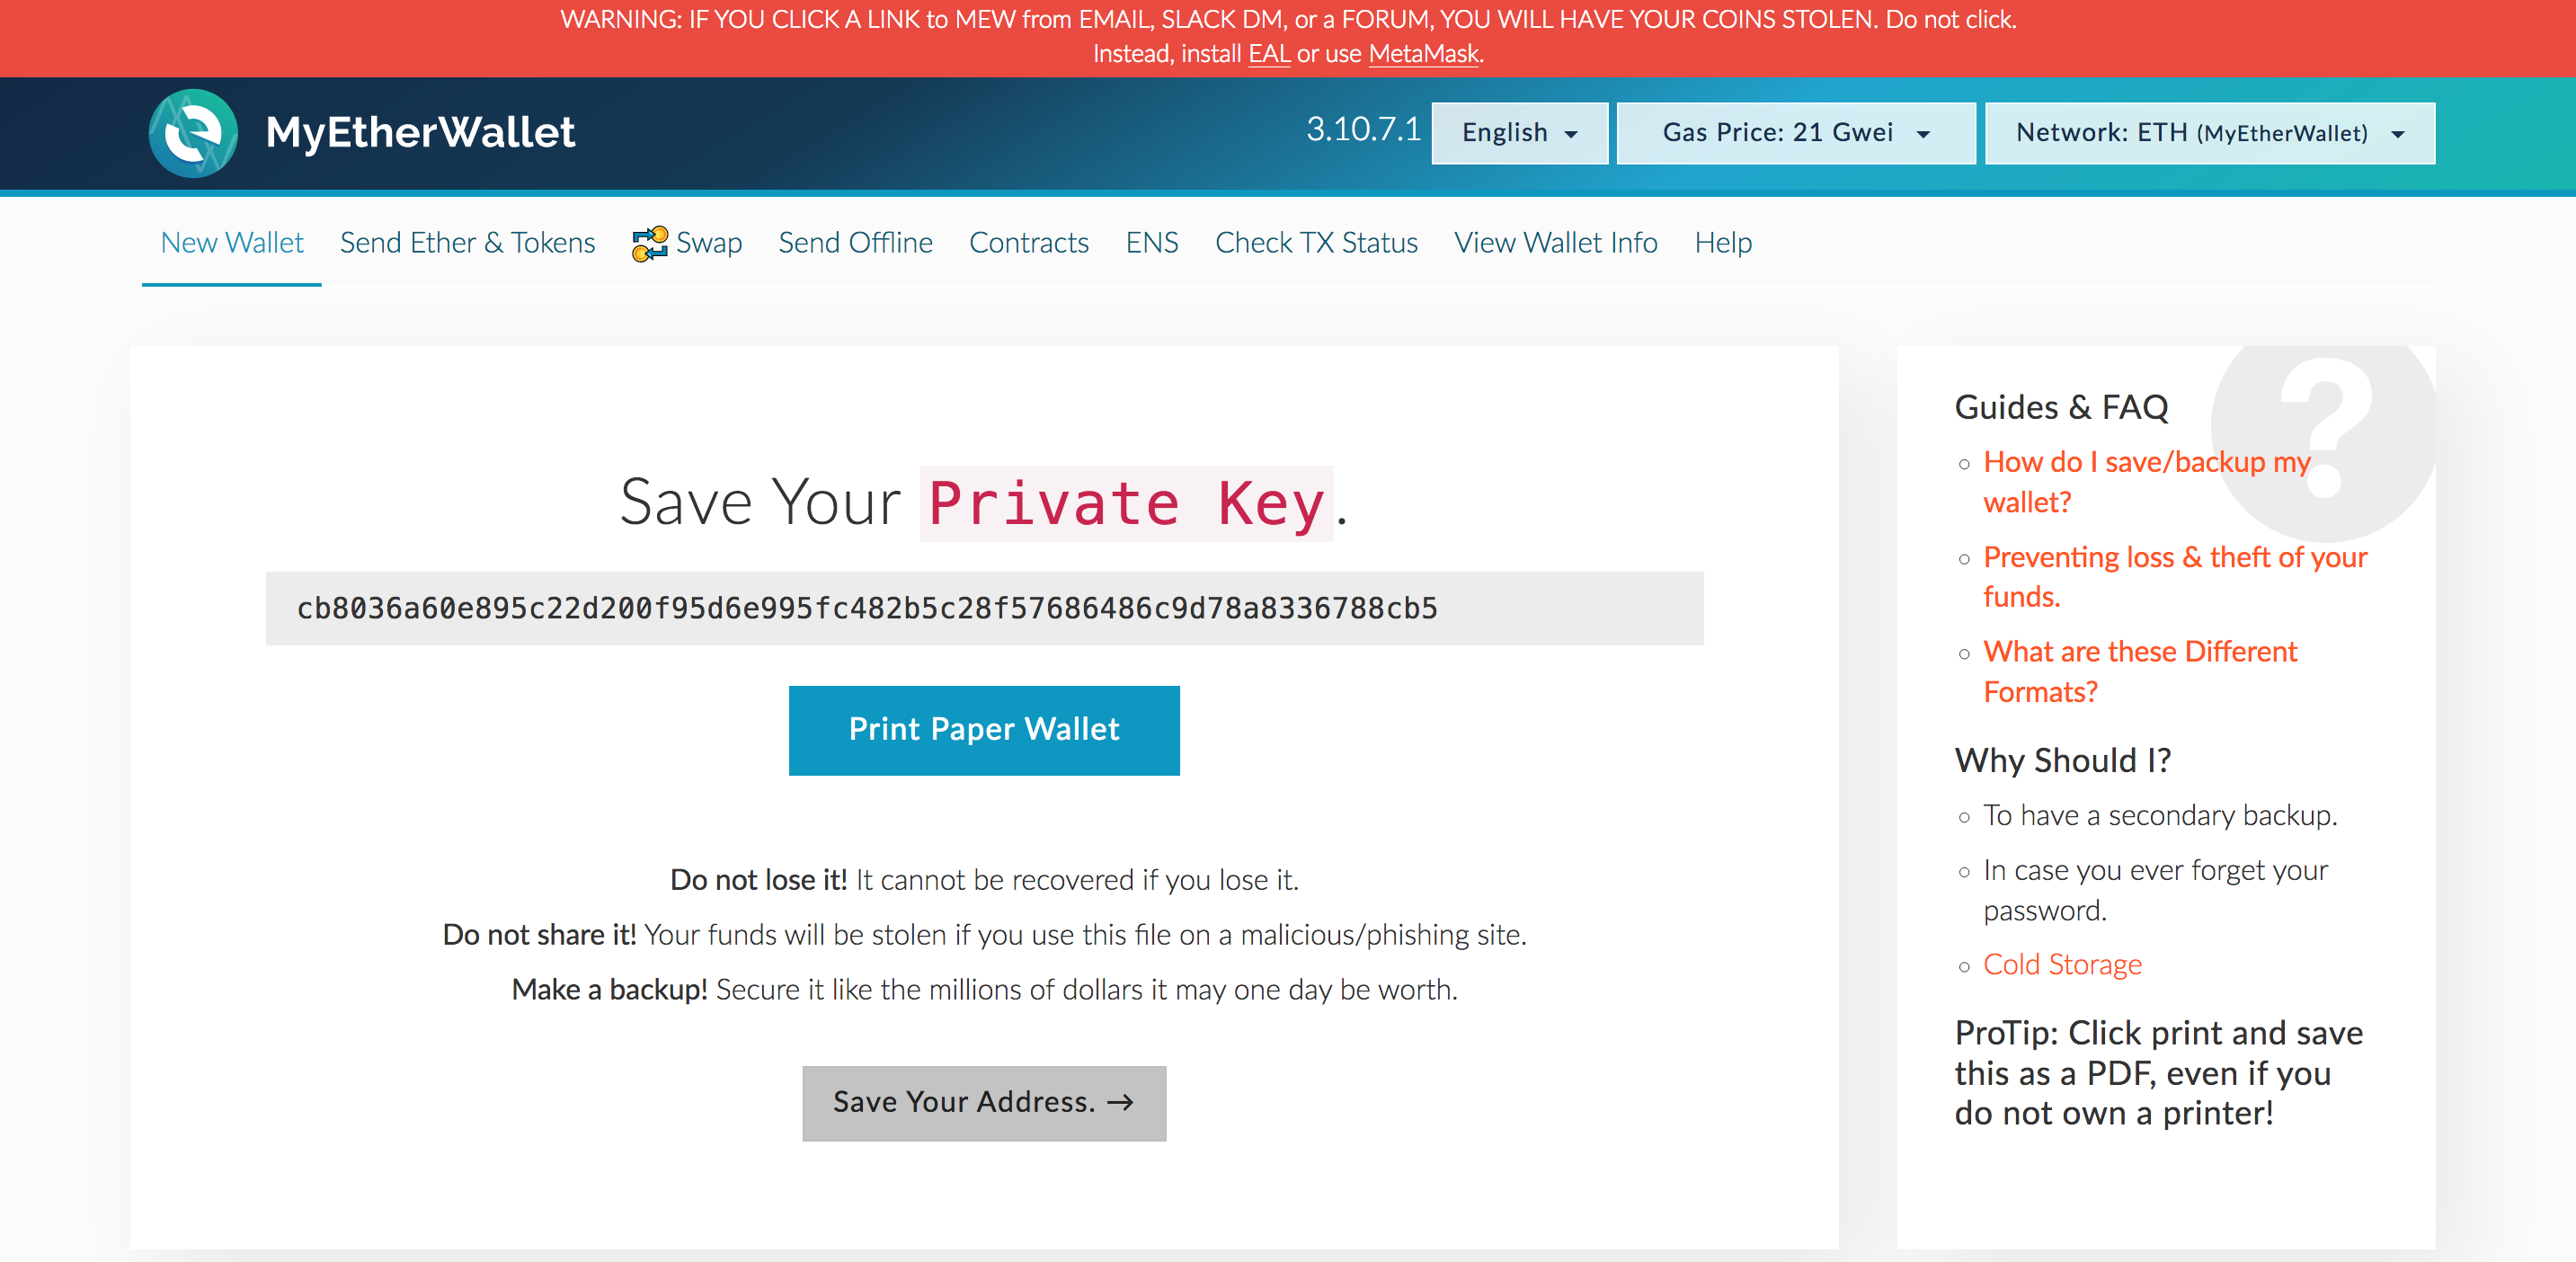 WARNING: IF YOU CLICK A LINK to MEW from EMAIL, SLACK DM, or a FORUM, YOU WILL HAVE YOUR COINS STOLEN. Do not click.
Instead, install EAL or use MetaMask.
MyEtherWallet
3.10.7.1 English Gas Price: 21 Gwei Network: ETH (MyEtherWallet)
New Wallet Send Ether & Tokens Swap Send Offline Contracts ENS Check TX Status View Wallet Info Help
Save Your Private Key.
cb8036a60e895c22d200f95d6e995fc482b5c28f57686486c9d78a8336788cb5
Print Paper Wallet
Do not lose it! It cannot be recovered if you lose it.
Do not share it! Your funds will be stolen if you use this file on a malicious/phishing site.
Make a backup! Secure it like the millions of dollars it may one day be worth.
Save Your Address. →
Guides & FAQ
How do I save/backup my
wallet?
Preventing loss & theft of your
funds.
What are these Different
Formats?
Why Should I?
To have a secondary backup.
In case you ever forget your
password.
Cold Storage
ProTip: Click print and save
this as a PDF, even if you
do not own a printer!